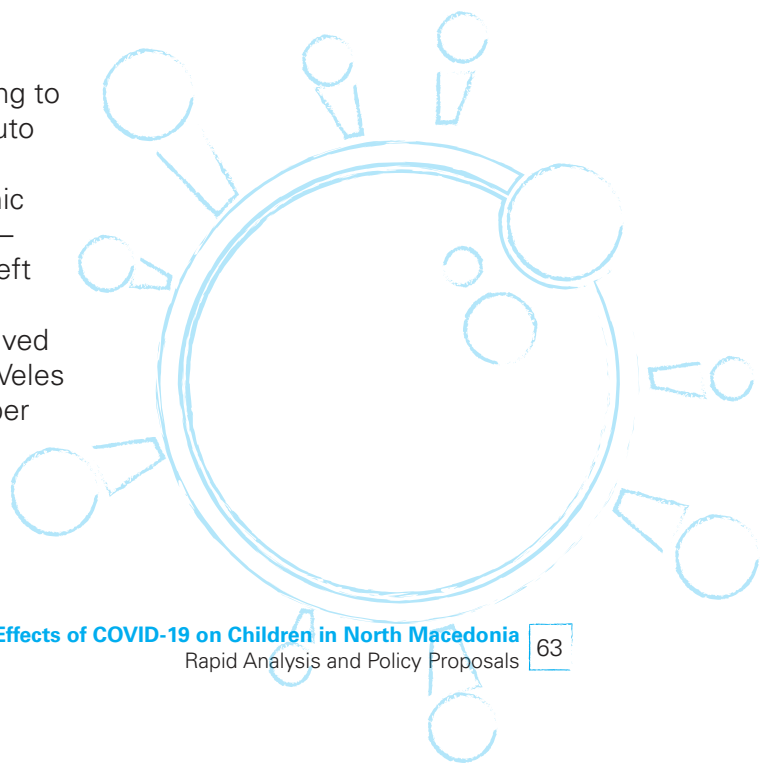 ng to
uto
nic
–
eft
ved
Veles
per
Effects of COVID-19 on Children in North Macedonia
Rapid Analysis and Policy Proposals
63